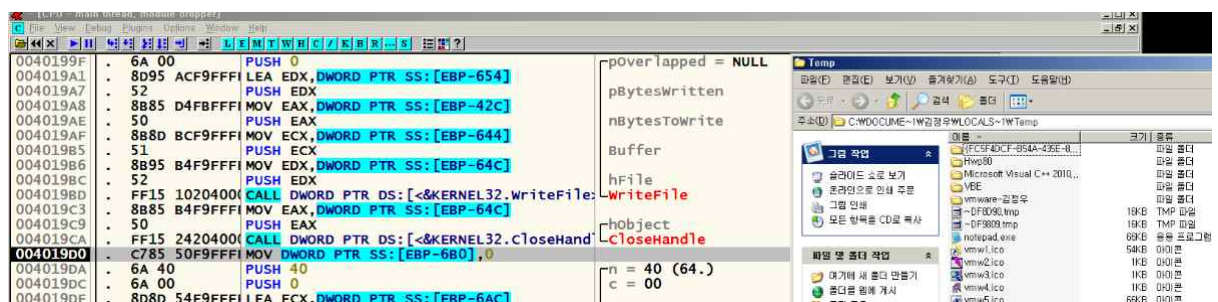 [CPU - main thread, module dropper]
File View Debug Plugins Options Window Help
L E M T W H C / K B R ... S ?
0040199F . 6A 00 PUSH 0 pOverlapped = NULL
004019A1 . 8D95 ACF9FFFF LEA EDX,DWORD PTR SS:[EBP-654]
004019A7 . 52 PUSH EDX pBytesWritten
004019A8 . 8B85 D4FBFFFF MOV EAX,DWORD PTR SS:[EBP-42C]
004019AE . 50 PUSH EAX nBytesToWrite
004019AF . 8B8D BCF9FFFF MOV ECX,DWORD PTR SS:[EBP-644]
004019B5 . 51 PUSH ECX Buffer
004019B6 . 8B95 B4F9FFFF MOV EDX,DWORD PTR SS:[EBP-64C]
004019BC . 52 PUSH EDX hFile
004019BD . FF15 10204000 CALL DWORD PTR DS:[<&KERNEL32.WriteFile> WriteFile
004019C3 . 8B85 B4F9FFFF MOV EAX,DWORD PTR SS:[EBP-64C]
004019C9 . 50 PUSH EAX hObject
004019CA . FF15 24204000 CALL DWORD PTR DS:[<&KERNEL32.CloseHand CloseHandle
004019D0 . C785 50F9FFFF MOV DWORD PTR SS:[EBP-6B0],0
004019DA . 6A 40 PUSH 40 n = 40 (64.)
004019DC . 6A 00 PUSH 0 c = 00
004019DE . 8D8D 54F9FFFF LEA ECX,DWORD PTR SS:[EBP-6AC]
Temp
파일(F) 편집(E) 보기(V) 즐겨찾기(A) 도구(T) 도움말(H)
뒤로 검색 폴더
주소(D) C:₩DOCUME~1₩김정우₩LOCALS~1₩Temp
이름 크기 종류
그림 작업
슬라이드 쇼로 보기
온라인으로 인쇄 주문
그림 인쇄
모든 항목을 CD로 복사
파일 및 폴더 작업
여기에 새 폴더 만들기
폴더를 웹에 게시
{FC5F4DCF-B54A-435E-8... 파일 폴더
Hwp80 파일 폴더
Microsoft Visual C++ 2010... 파일 폴더
VBE 파일 폴더
vmware-김정우 파일 폴더
~DF8D90.tmp 16KB TMP 파일
~DF9809.tmp 16KB TMP 파일
notepad.exe 69KB 응용 프로그램
vmw1.ico 54KB 아이콘
vmw2.ico 1KB 아이콘
vmw3.ico 1KB 아이콘
vmw4.ico 1KB 아이콘
vmw5.ico 66KB 아이콘